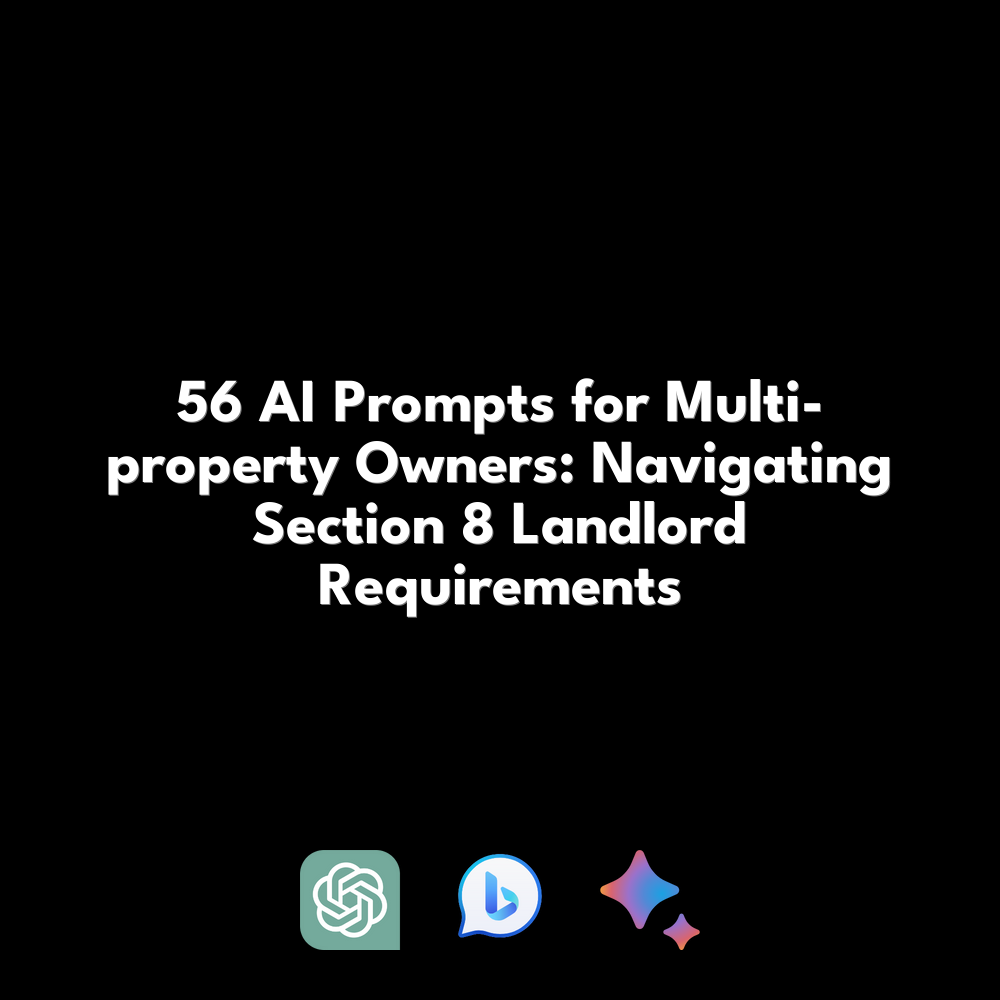 56 AI Prompts for Multi-
property Owners: Navigating
Section 8 Landlord
Requirements